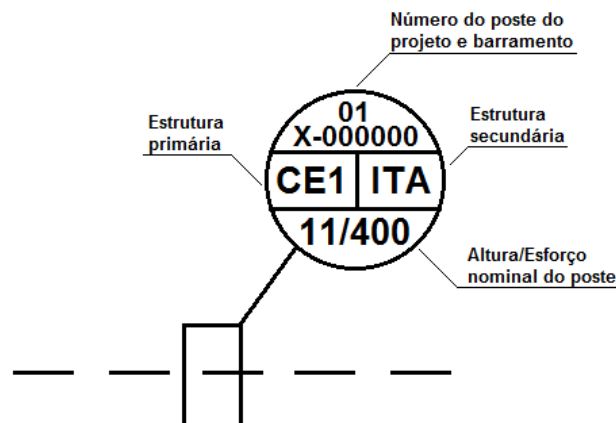 Número do poste do
projeto e barramento
01
X-000000
Estrutura
primária
Estrutura
secundária
CE1
ITA
11/400
Altura/Esforço
nominal do poste